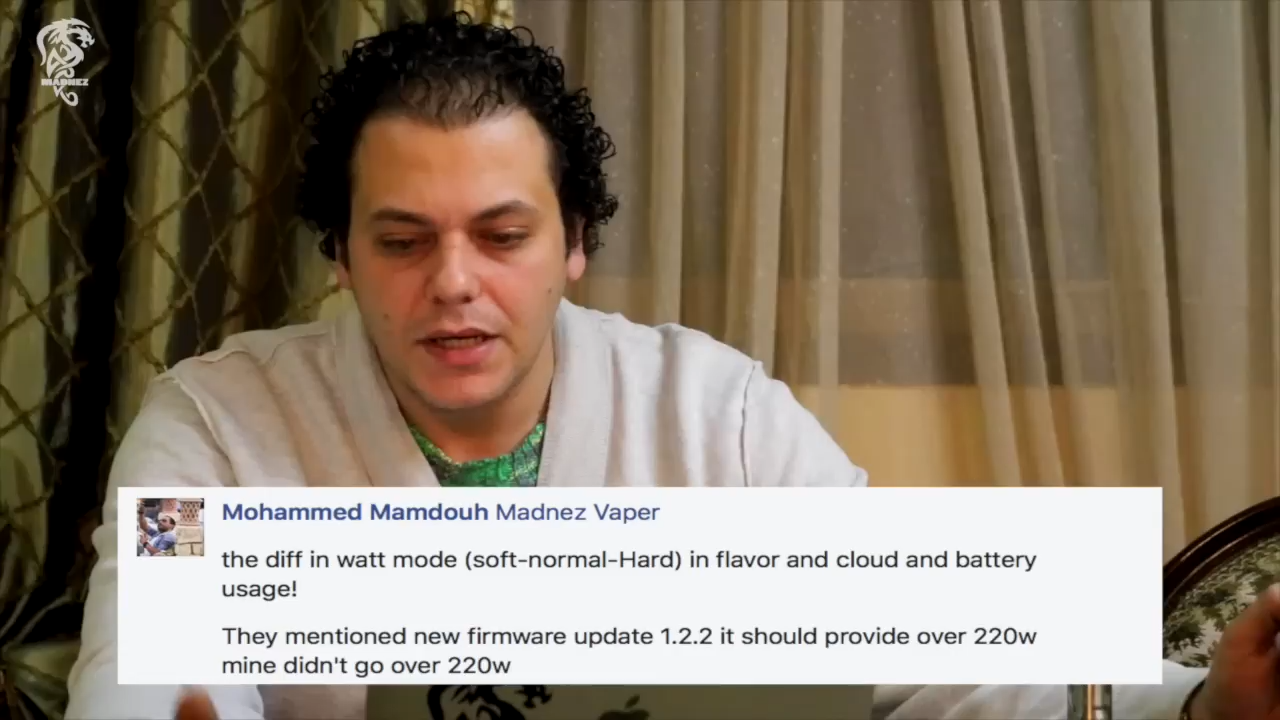 MADNEZ
Mohammed Mamdouh Madnez Vaper
the diff in watt mode (soft-normal-Hard) in flavor and cloud and battery
usage!
They mentioned new firmware update 1.2.2 it should provide over 220w
mine didn't go over 220w